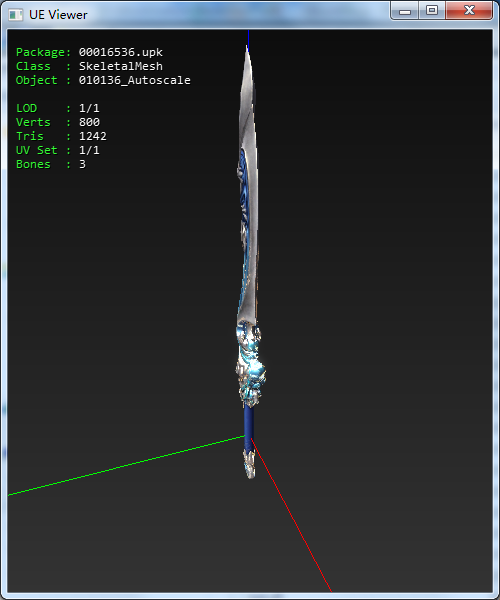 UE Viewer
Package: 00016536.upk
Class  : SkeletalMesh
Object : 010136_Autoscale
LOD    : 1/1
Verts  : 800
Tris   : 1242
UV Set : 1/1
Bones  : 3